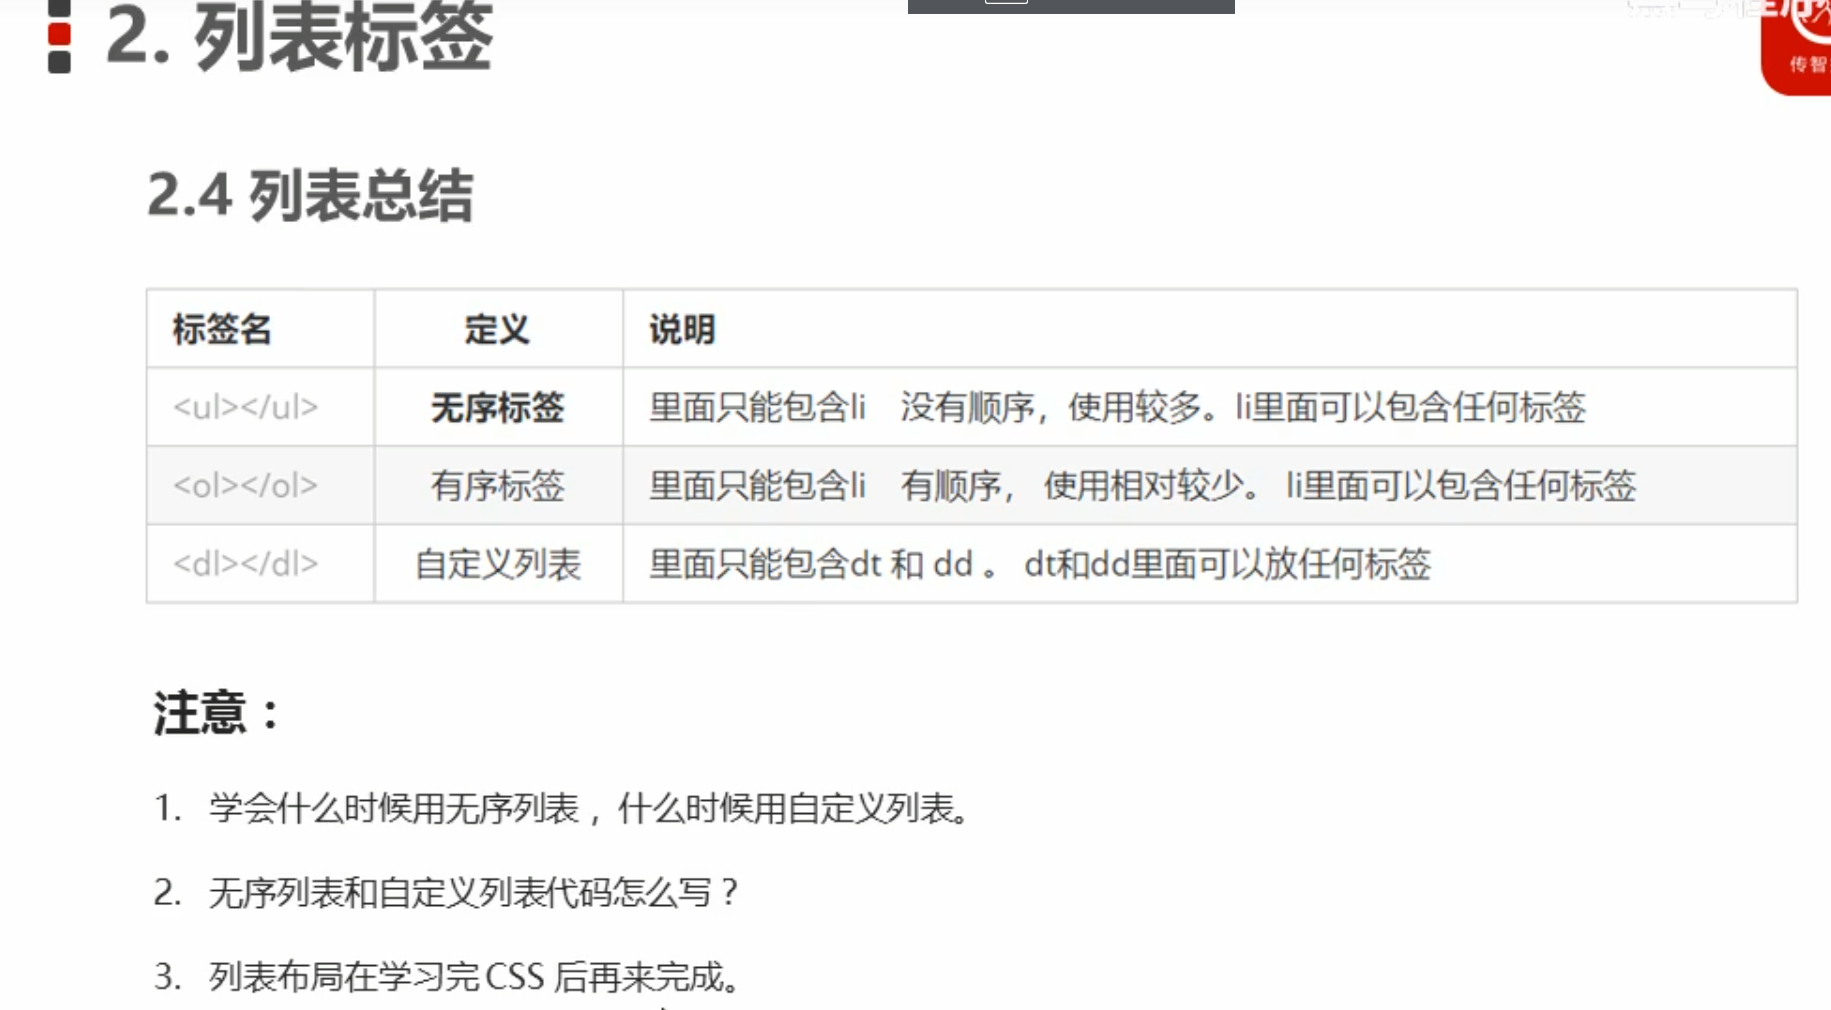 2. 列表标签
传智
2.4 列表总结
标签名 定义 说明
<ul></ul> 无序标签 里面只能包含li 没有顺序，使用较多。li里面可以包含任何标签
<ol></ol> 有序标签 里面只能包含li 有顺序， 使用相对较少。 li里面可以包含任何标签
<dl></dl> 自定义列表 里面只能包含dt 和 dd 。 dt和dd里面可以放任何标签
注意：
1. 学会什么时候用无序列表 ，什么时候用自定义列表。
2. 无序列表和自定义列表代码怎么写 ?
3. 列表布局在学习完 CSS 后再来完成。